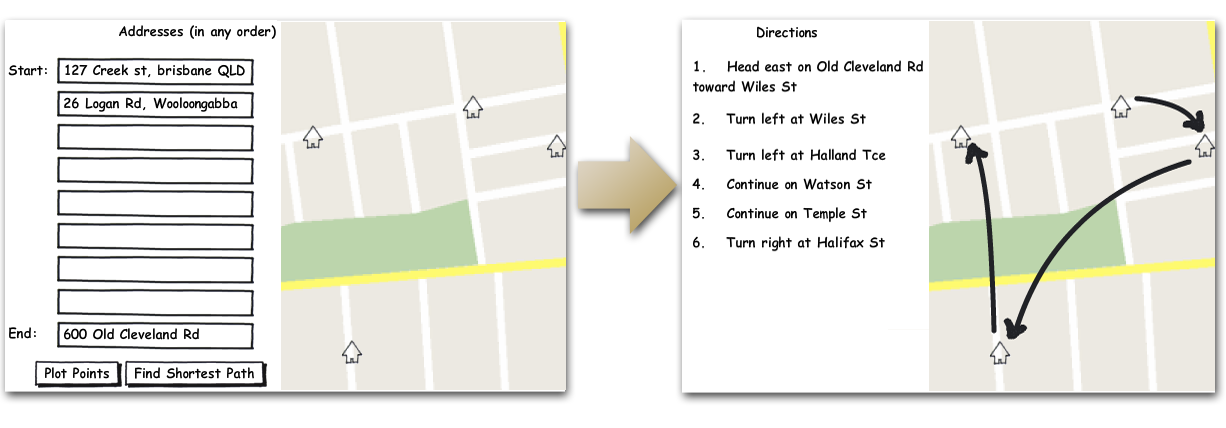 Addresses (in any order)
Start: 127 Creek st, brisbane QLD
26 Logan Rd, Wooloongabba
End: 600 Old Cleveland Rd
Plot Points Find Shortest Path
Directions
1. Head east on Old Cleveland Rd
toward Wiles St
2. Turn left at Wiles St
3. Turn left at Halland Tce
4. Continue on Watson St
5. Continue on Temple St
6. Turn right at Halifax St